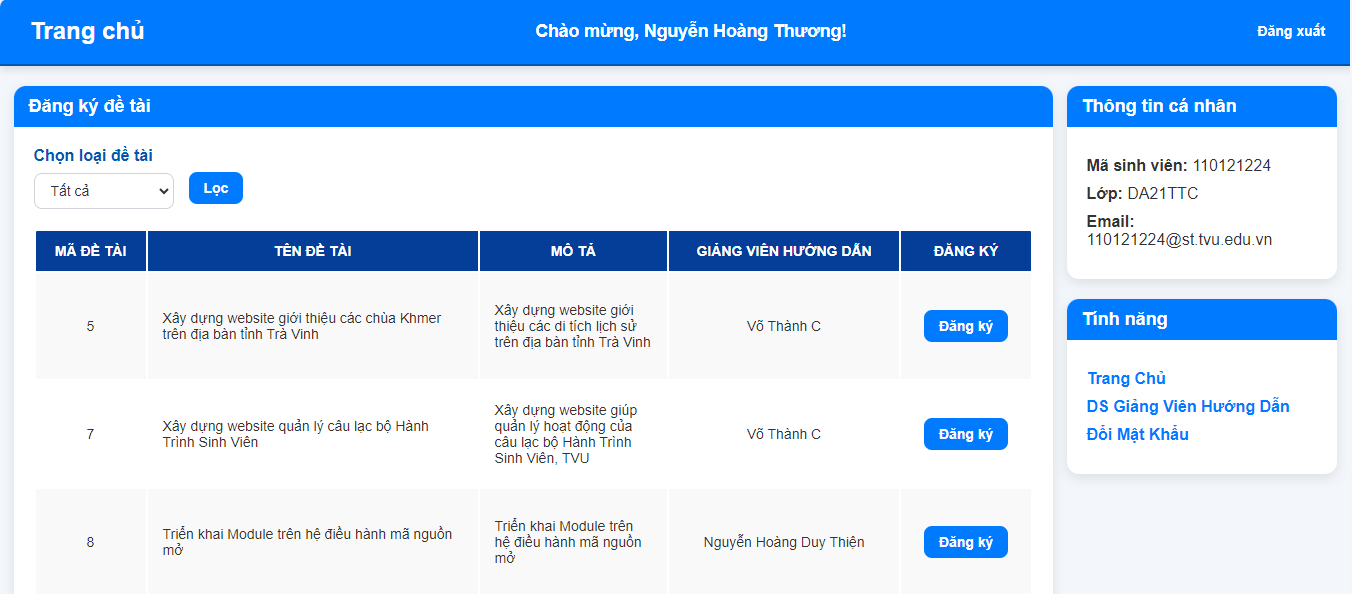 Trang chủ
Chào mừng, Nguyễn Hoàng Thương!
Đăng xuất
Đăng ký đề tài
Chọn loại đề tài
Tất cả
Lọc
MÃ ĐỀ TÀI
TÊN ĐỀ TÀI
MÔ TẢ
GIẢNG VIÊN HƯỚNG DẪN
ĐĂNG KÝ
5
Xây dựng website giới thiệu các chùa Khmer
trên địa bàn tỉnh Trà Vinh
Xây dựng website giới
thiệu các di tích lịch sử
trên địa bàn tỉnh Trà Vinh
Võ Thành C
Đăng ký
7
Xây dựng website quản lý câu lạc bộ Hành
Trình Sinh Viên
Xây dựng website giúp
quản lý hoạt động của
câu lạc bộ Hành Trình
Sinh Viên, TVU
Võ Thành C
Đăng ký
8
Triển khai Module trên hệ điều hành mã nguồn
mở
Triển khai Module trên
hệ điều hành mã nguồn
mở
Nguyễn Hoàng Duy Thiện
Đăng ký
Thông tin cá nhân
Mã sinh viên: 110121224
Lớp: DA21TTC
Email:
110121224@st.tvu.edu.vn
Tính năng
Trang Chủ
DS Giảng Viên Hướng Dẫn
Đổi Mật Khẩu